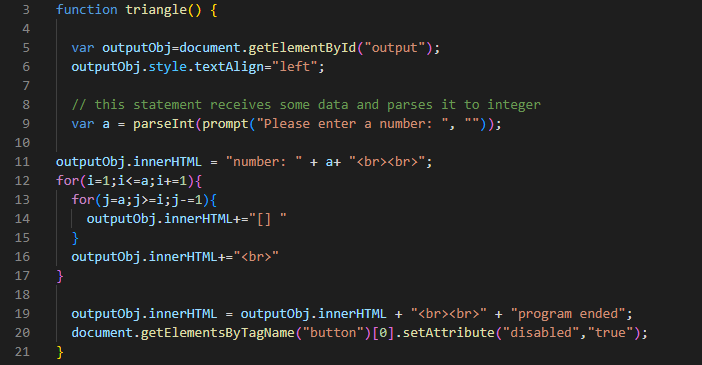 3 function triangle() {
4
5 var outputObj=document.getElementById("output");
6 outputObj.style.textAlign="left";
7
8 // this statement receives some data and parses it to integer
9 var a = parseInt(prompt("Please enter a number: ", ""));
10
11 outputObj.innerHTML = "number: " + a+ "<br><br>";
12 for(i=1;i<=a;i+=1){
13 for(j=a;j>=i;j-=1){
14 outputObj.innerHTML+="[] "
15 }
16 outputObj.innerHTML+="<br>"
17 }
18
19 outputObj.innerHTML = outputObj.innerHTML + "<br><br>" + "program ended";
20 document.getElementsByTagName("button")[0].setAttribute("disabled","true");
21 }